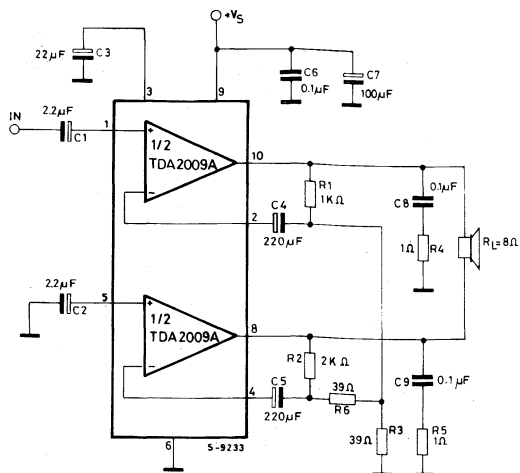 +VS
C3
22µF
C6
0.1µF
C7
100µF
3
9
IN
2.2µF
C1
1
+
1/2
TDA2009A
-
10
R1
1KΩ
0.1µF
C8
2
C4
220µF
1Ω
R4
RL=8Ω
2.2µF
C2
5
+
1/2
TDA2009A
-
8
R2
2KΩ
C9
0.1µF
4
C5
220µF
39Ω
R6
39Ω
R3
R5
1Ω
6
S-9233